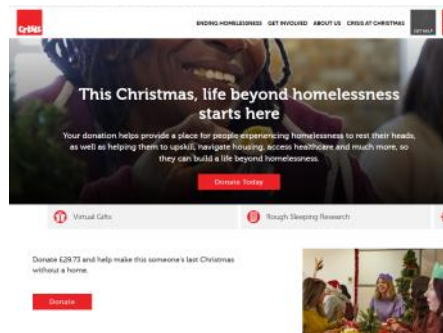 CRISIS
ENDING HOMELESSNESS GET INVOLVED ABOUT US CRISIS AT CHRISTMAS
GET HELP
This Christmas, life beyond homelessness
starts here
Your donation helps provide a place for people experiencing homelessness to rest their heads,
as well as helping them to upskill, navigate housing, access healthcare and much more, so
they can build a life beyond homelessness.
Donate Today
Virtual Gifts
Rough Sleeping Research
Donate £29.73 and help make this someone's last Christmas
without a home.
Donate